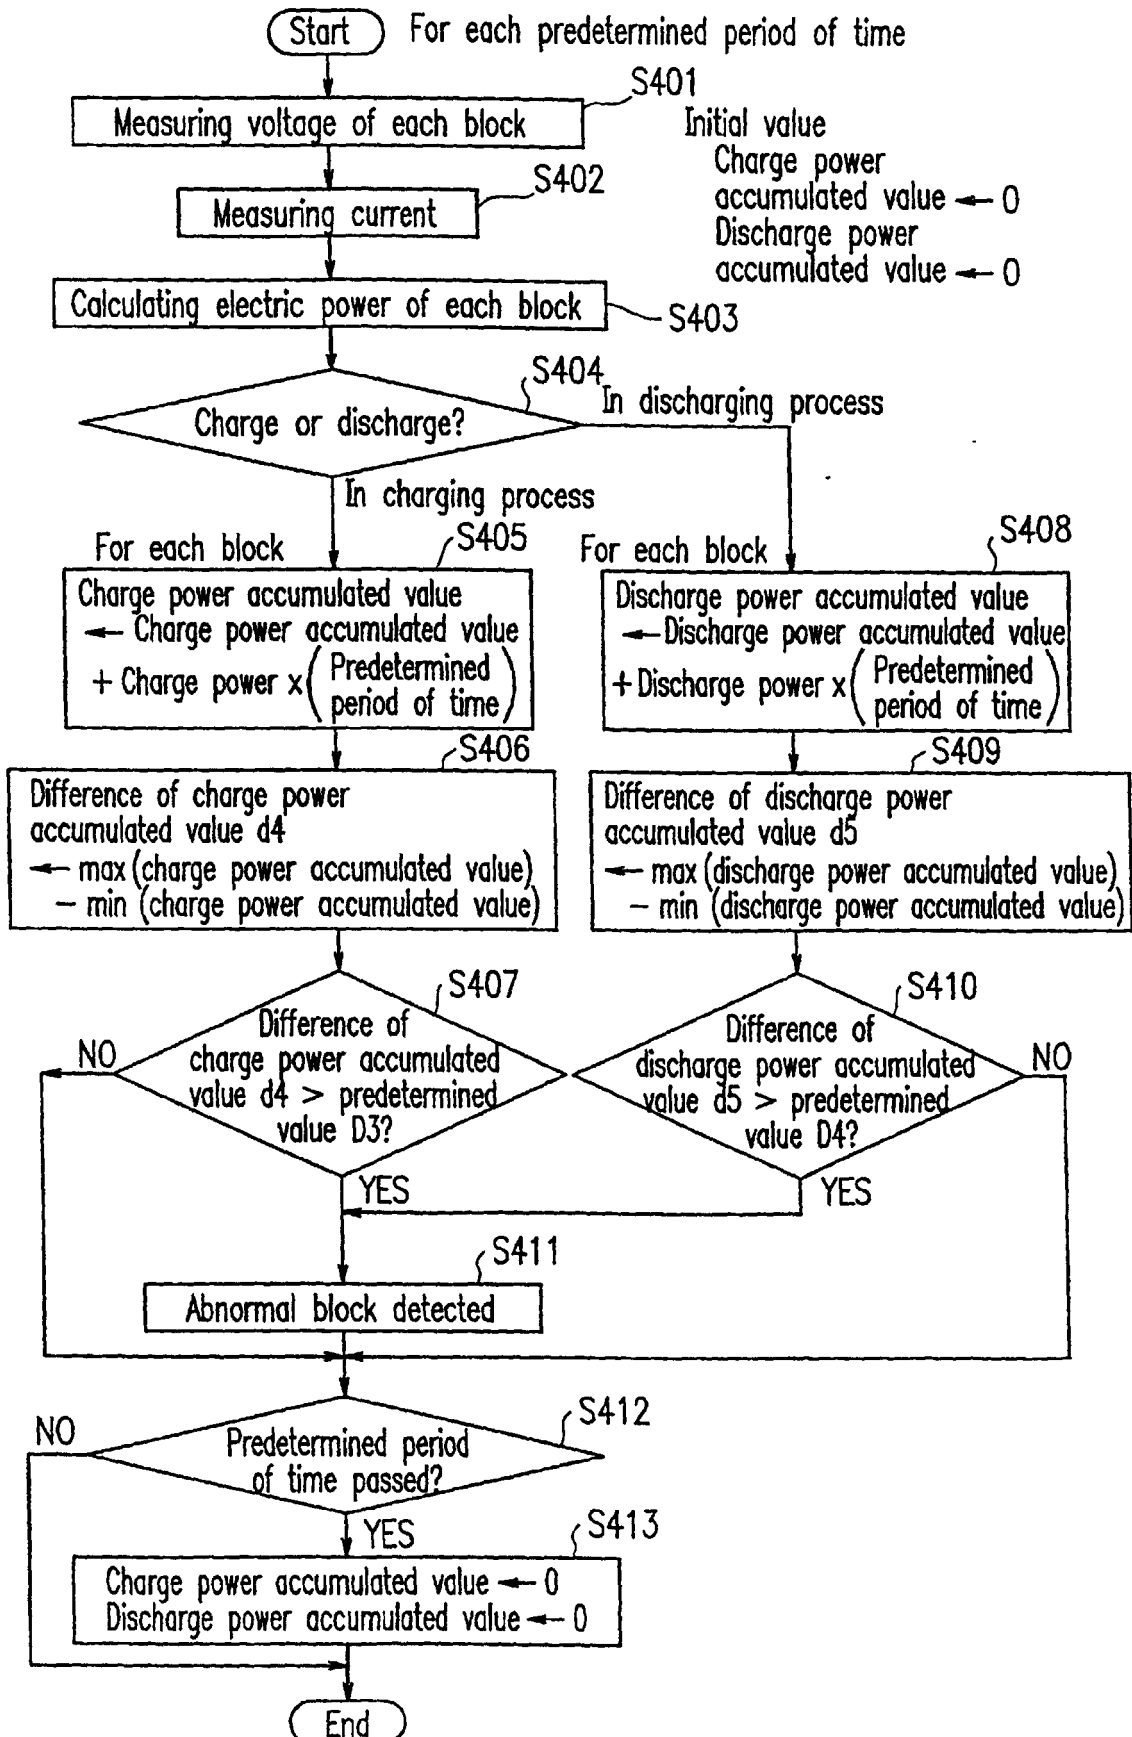 Start
For each predetermined period of time
S401
Measuring voltage of each block
Initial value
Charge power
accumulated value ← 0
Discharge power
accumulated value ← 0
S402
Measuring current
Calculating electric power of each block
S403
S404
Charge or discharge?
In discharging process
In charging process
For each block
S405
Charge power accumulated value
← Charge power accumulated value
+ Charge power x (Predetermined
period of time)
For each block
S408
Discharge power accumulated value
← Discharge power accumulated value
+ Discharge power x (Predetermined
period of time)
S406
Difference of charge power
accumulated value d4
← max (charge power accumulated value)
− min (charge power accumulated value)
S409
Difference of discharge power
accumulated value d5
← max (discharge power accumulated value)
− min (discharge power accumulated value)
S407
Difference of
charge power accumulated
value d4 > predetermined
value D3?
NO
YES
S410
Difference of
discharge power accumulated
value d5 > predetermined
value D4?
NO
YES
S411
Abnormal block detected
S412
NO
Predetermined period
of time passed?
YES
S413
Charge power accumulated value ← 0
Discharge power accumulated value ← 0
End